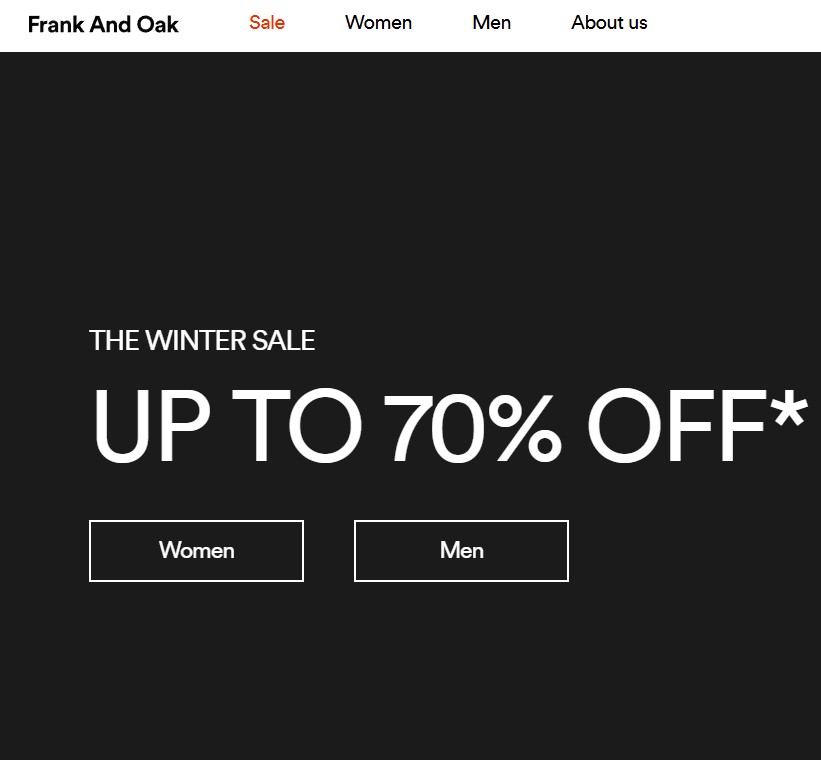 Frank And Oak Sale Women Men About us
THE WINTER SALE
UP TO 70% OFF*
Women Men